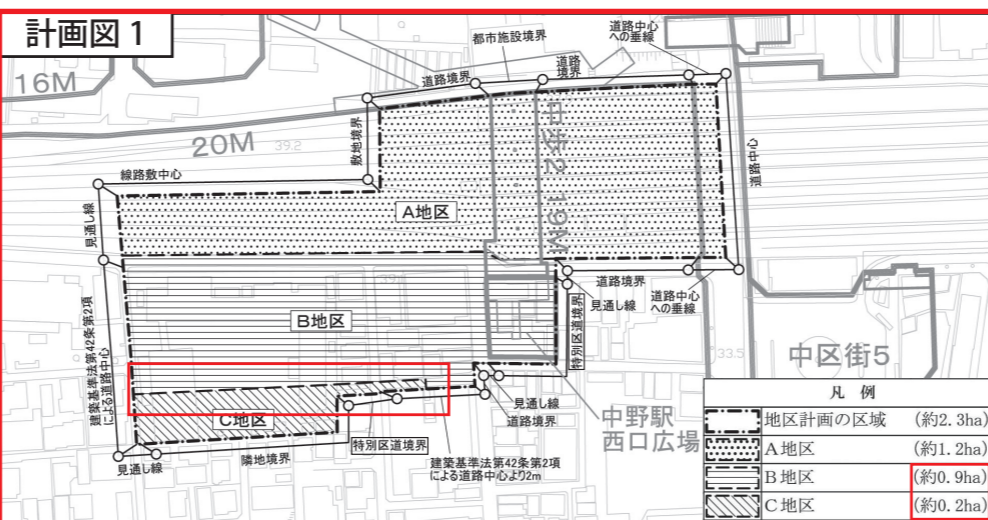 計画図1
16M
20M
39.2
都市施設境界
道路中心
への垂線
道路境界
道路
境界
敷地境界
中歩2 19M
道路中心
線路敷中心
見通し線
A地区
道路境界
見通し線
道路中心
への垂線
特別区道境界
B地区
建築基準法第42条第2項
による道路中心
33.5
中区街5
C地区
見通し線
道路境界
中野駅
西口広場
特別区道境界
見通し線
隣地境界
建築基準法第42条第2項
による道路中心より2m
凡 例
地区計画の区域 (約2.3ha)
A地区 (約1.2ha)
B地区 (約0.9ha)
C地区 (約0.2ha)